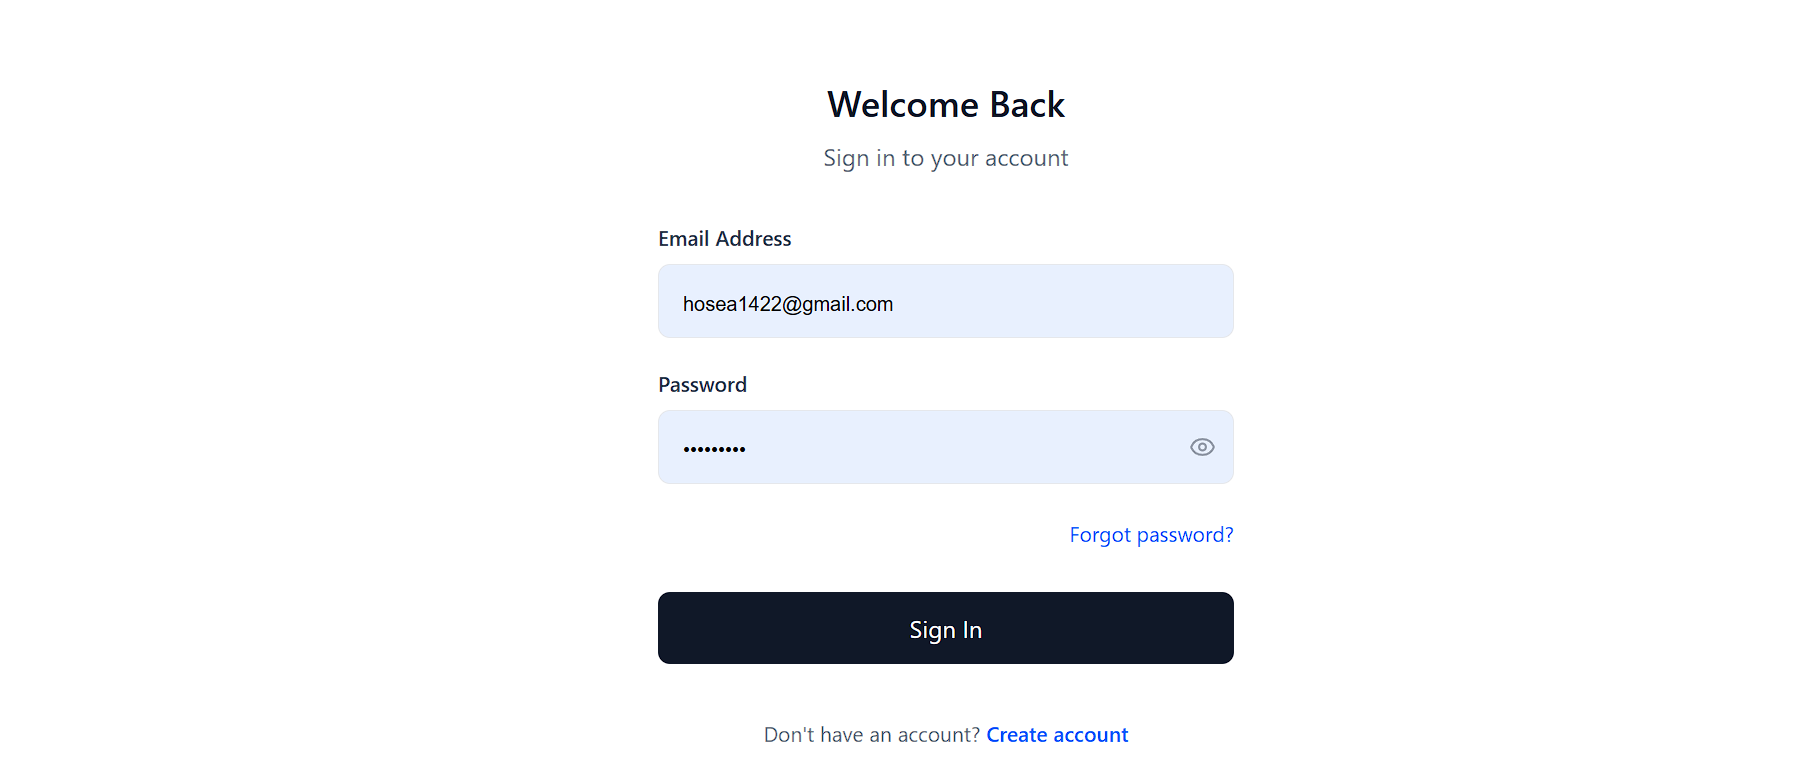 Welcome Back
Sign in to your account
Email Address
hosea1422@gmail.com
Password
•••••••••
Forgot password?
Sign In
Don't have an account? Create account